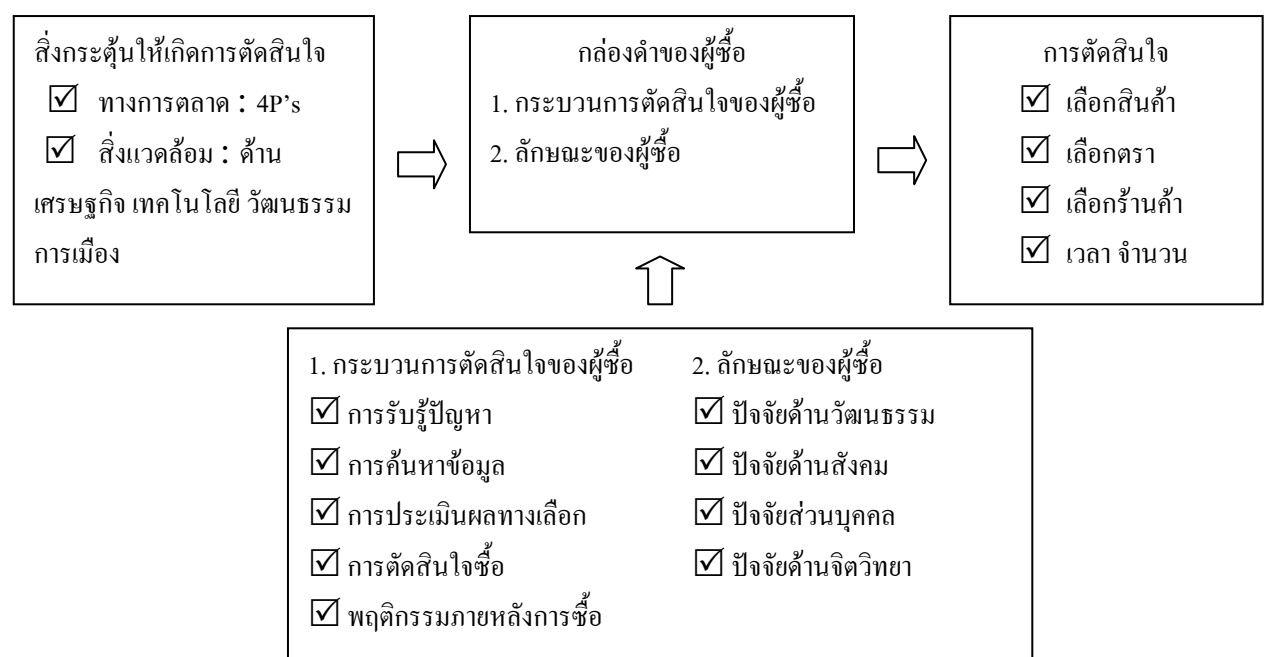 สิ่งกระตุ้นให้เกิดการตัดสินใจ
☑ ทางการตลาด : 4P's
☑ สิ่งแวดล้อม : ด้าน
เศรษฐกิจ เทคโนโลยี วัฒนธรรม
การเมือง
กล่องดำของผู้ซื้อ
1. กระบวนการตัดสินใจของผู้ซื้อ
2. ลักษณะของผู้ซื้อ
การตัดสินใจ
☑ เลือกสินค้า
☑ เลือกตรา
☑ เลือกร้านค้า
☑ เวลา จำนวน
1. กระบวนการตัดสินใจของผู้ซื้อ
☑ การรับรู้ปัญหา
☑ การค้นหาข้อมูล
☑ การประเมินผลทางเลือก
☑ การตัดสินใจซื้อ
☑ พฤติกรรมภายหลังการซื้อ
2. ลักษณะของผู้ซื้อ
☑ ปัจจัยด้านวัฒนธรรม
☑ ปัจจัยด้านสังคม
☑ ปัจจัยส่วนบุคคล
☑ ปัจจัยด้านจิตวิทยา